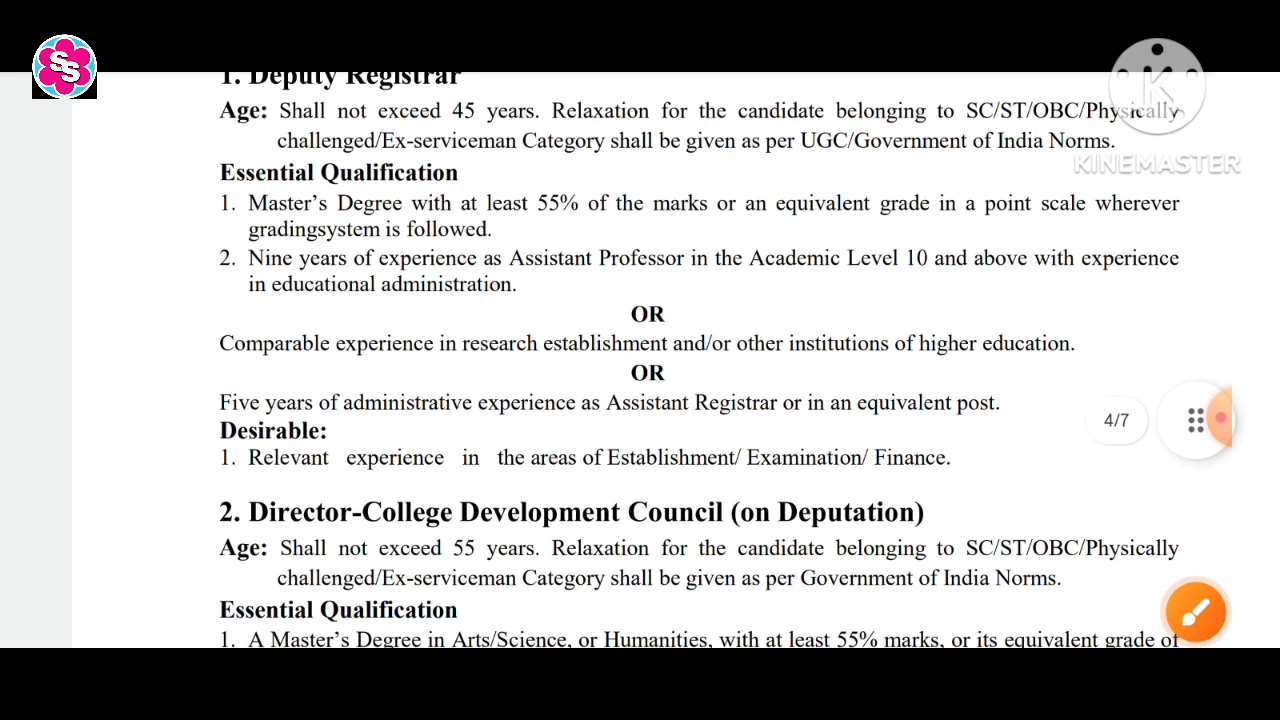 SS
KINEMASTER
1. Deputy Registrar
Age: Shall not exceed 45 years. Relaxation for the candidate belonging to SC/ST/OBC/Physically
challenged/Ex-serviceman Category shall be given as per UGC/Government of India Norms.
Essential Qualification
1. Master's Degree with at least 55% of the marks or an equivalent grade in a point scale wherever
gradingsystem is followed.
2. Nine years of experience as Assistant Professor in the Academic Level 10 and above with experience
in educational administration.
OR
Comparable experience in research establishment and/or other institutions of higher education.
OR
Five years of administrative experience as Assistant Registrar or in an equivalent post.
4/7
Desirable:
1. Relevant experience in the areas of Establishment/ Examination/ Finance.
2. Director-College Development Council (on Deputation)
Age: Shall not exceed 55 years. Relaxation for the candidate belonging to SC/ST/OBC/Physically
challenged/Ex-serviceman Category shall be given as per Government of India Norms.
Essential Qualification
1. A Master's Degree in Arts/Science, or Humanities, with at least 55% marks, or its equivalent grade of